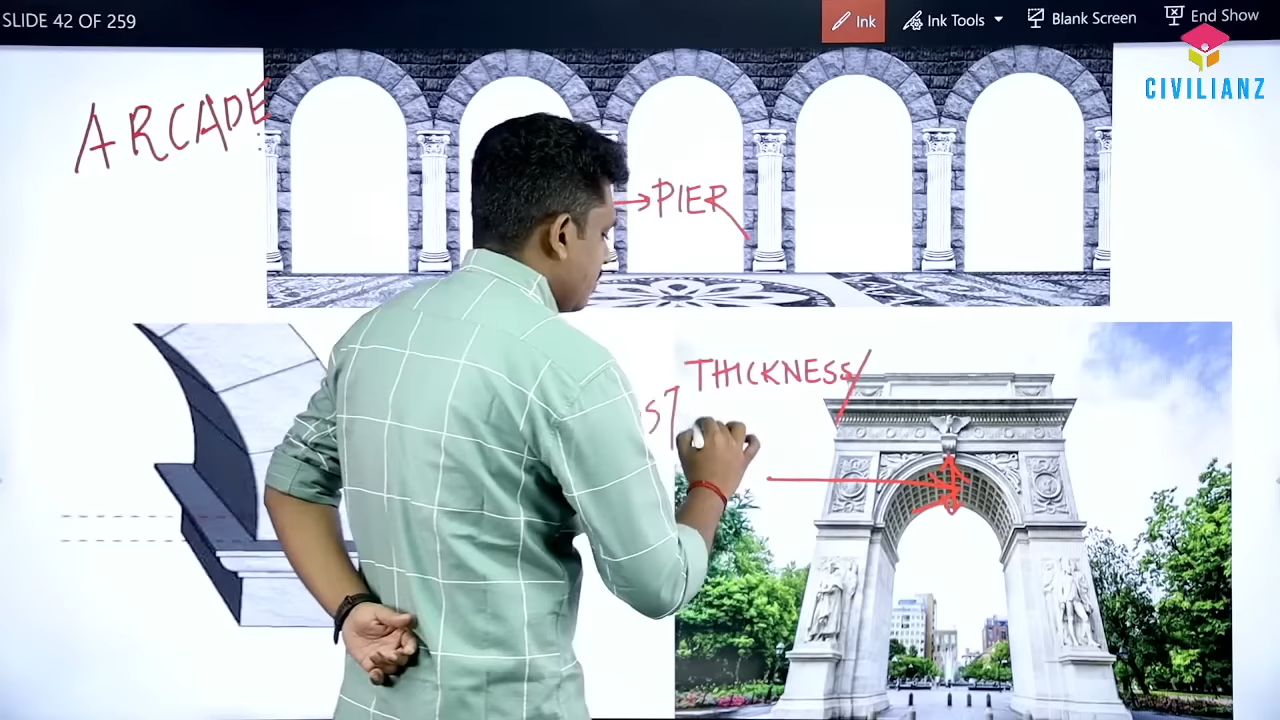 SLIDE 42 OF 259
Ink
Ink Tools
Blank Screen
End Show
CIVILIANZ
ARCADE
→ PIER
THICKNESS